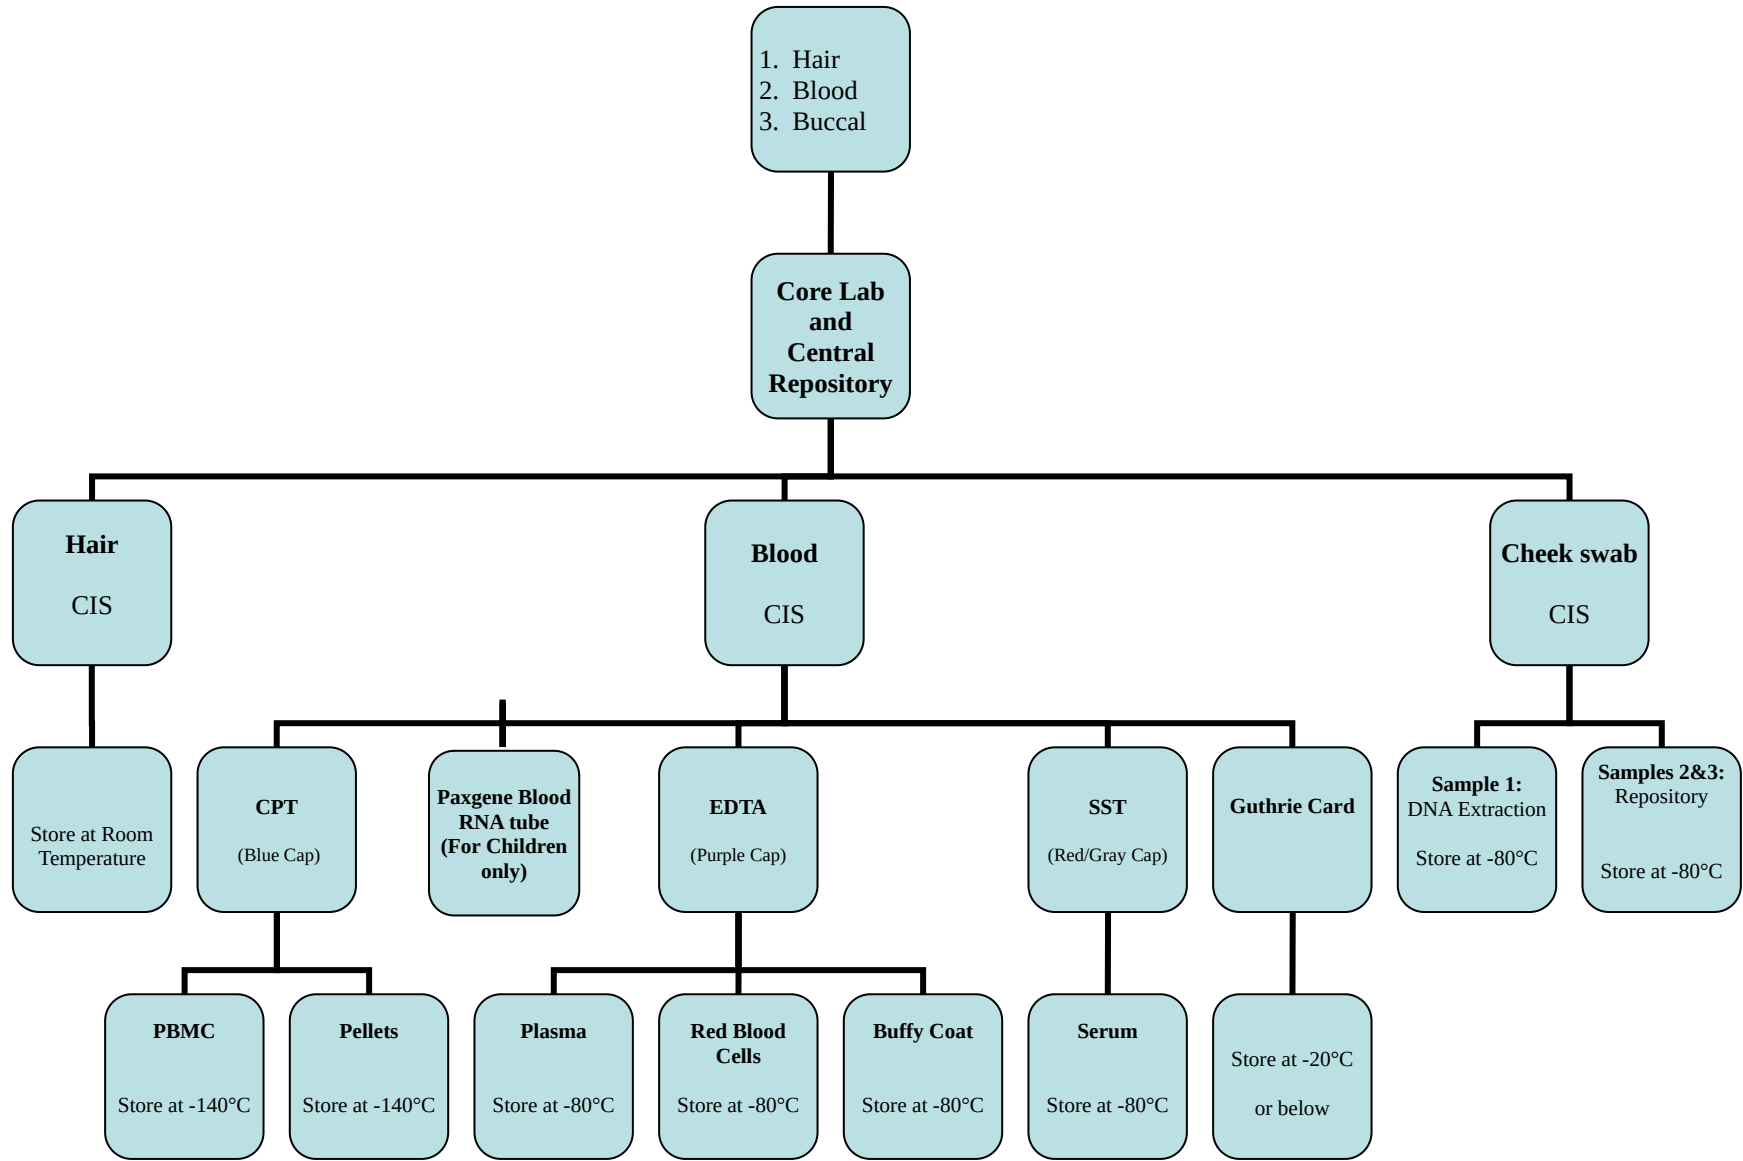 1. Hair
2. Blood
3. Buccal
Core Lab
and
Central
Repository
Hair
CIS
Blood
CIS
Cheek swab
CIS
Store at Room
Temperature
CPT
(Blue Cap)
Paxgene Blood
RNA tube
(For Children
only)
EDTA
(Purple Cap)
SST
(Red/Gray Cap)
Guthrie Card
Sample 1:
DNA Extraction
Store at -80°C
Samples 2&3:
Repository
Store at -80°C
PBMC
Store at -140°C
Pellets
Store at -140°C
Plasma
Store at -80°C
Red Blood
Cells
Store at -80°C
Buffy Coat
Store at -80°C
Serum
Store at -80°C
Store at -20°C
or below